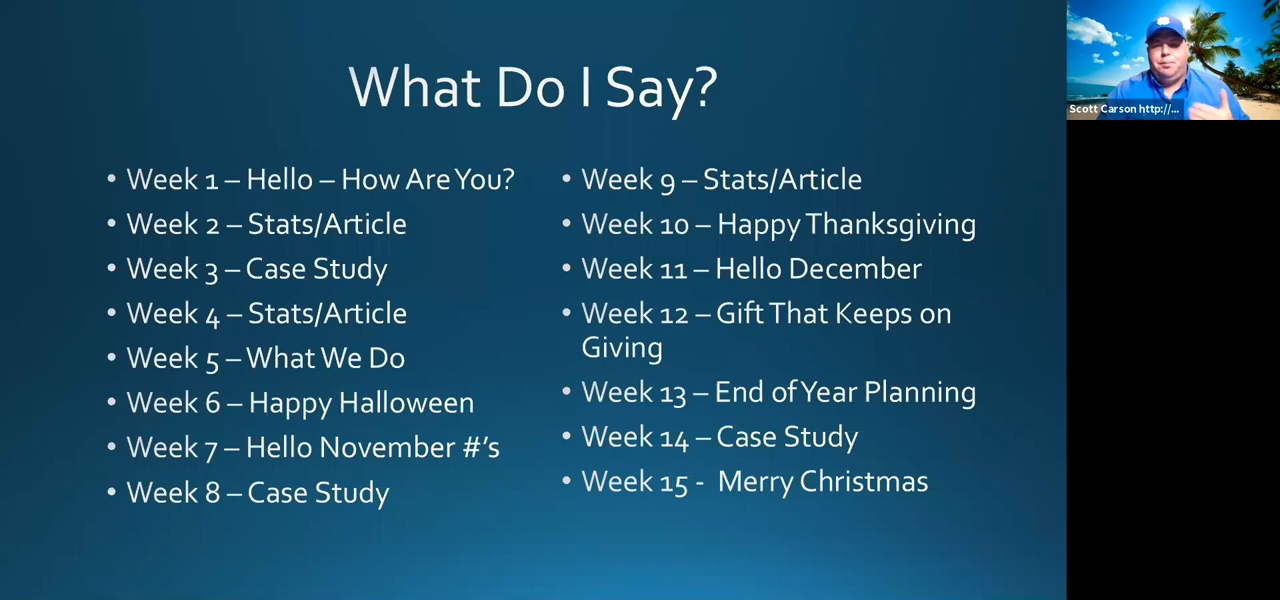 What Do I Say?
• Week 1 – Hello – How Are You?
• Week 2 – Stats/Article
• Week 3 – Case Study
• Week 4 – Stats/Article
• Week 5 – What We Do
• Week 6 – Happy Halloween
• Week 7 – Hello November #'s
• Week 8 – Case Study
• Week 9 – Stats/Article
• Week 10 – Happy Thanksgiving
• Week 11 – Hello December
• Week 12 – Gift That Keeps on
Giving
• Week 13 – End of Year Planning
• Week 14 – Case Study
• Week 15 - Merry Christmas
Scott Carson http://...